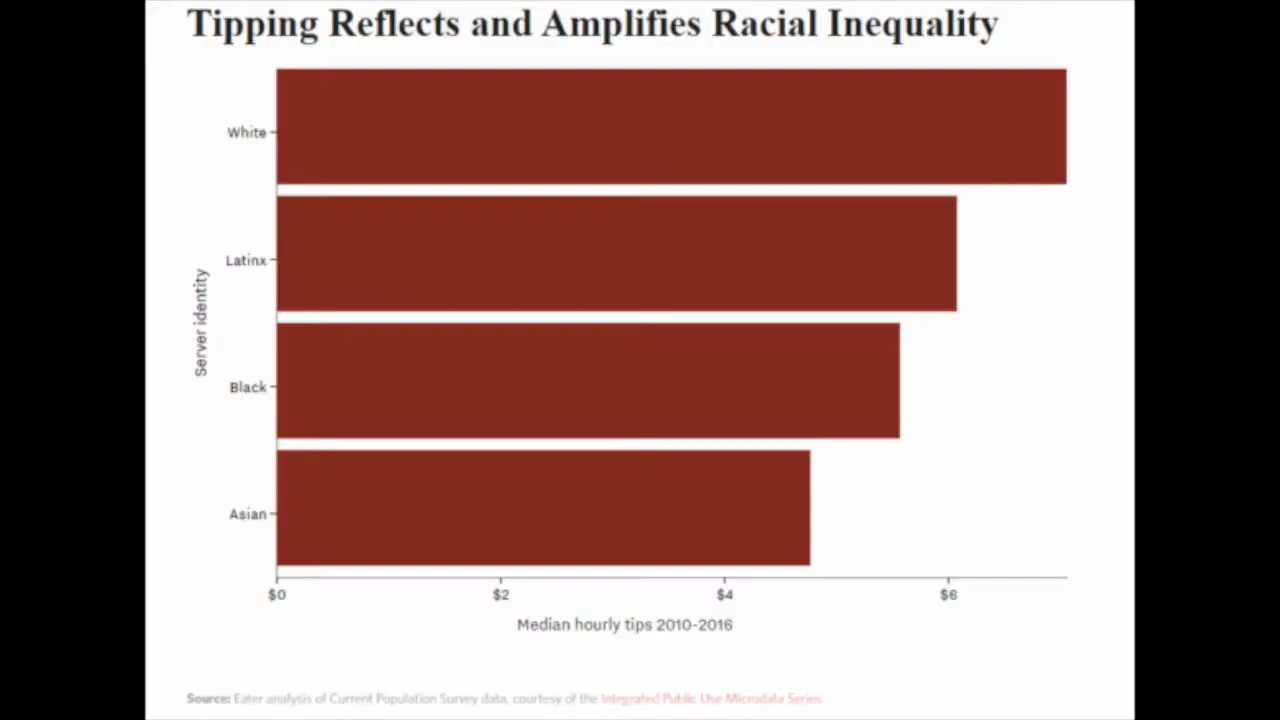 Tipping Reflects and Amplifies Racial Inequality
White
Latinx
Server identity
Black
Asian
$0 $2 $4 $6
Median hourly tips 2010-2016
Source: Eater analysis of Current Population Survey data, courtesy of the Integrated Public Use Microdata Series